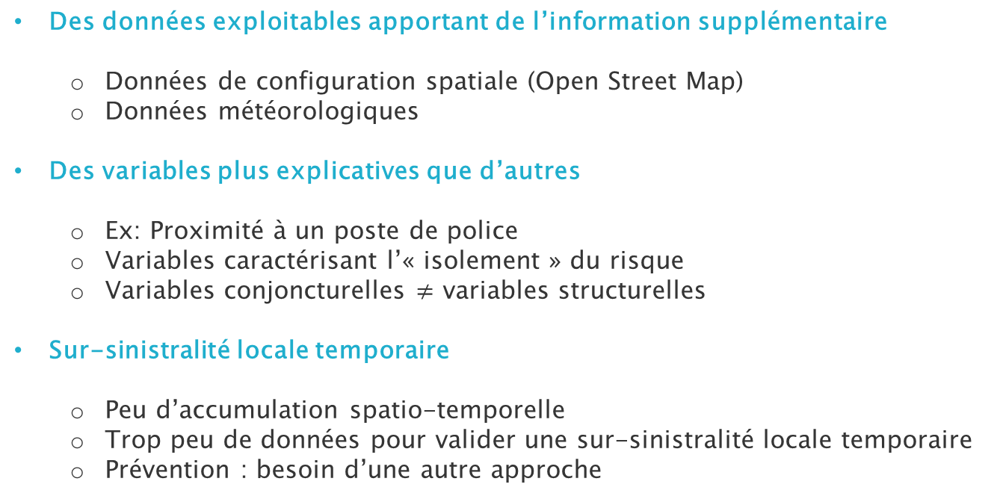 • Des données exploitables apportant de l’information supplémentaire
o Données de configuration spatiale (Open Street Map)
o Données météorologiques
• Des variables plus explicatives que d’autres
o Ex: Proximité à un poste de police
o Variables caractérisant l’« isolement » du risque
o Variables conjoncturelles ≠ variables structurelles
• Sur-sinistralité locale temporaire
o Peu d’accumulation spatio-temporelle
o Trop peu de données pour valider une sur-sinistralité locale temporaire
o Prévention : besoin d’une autre approche